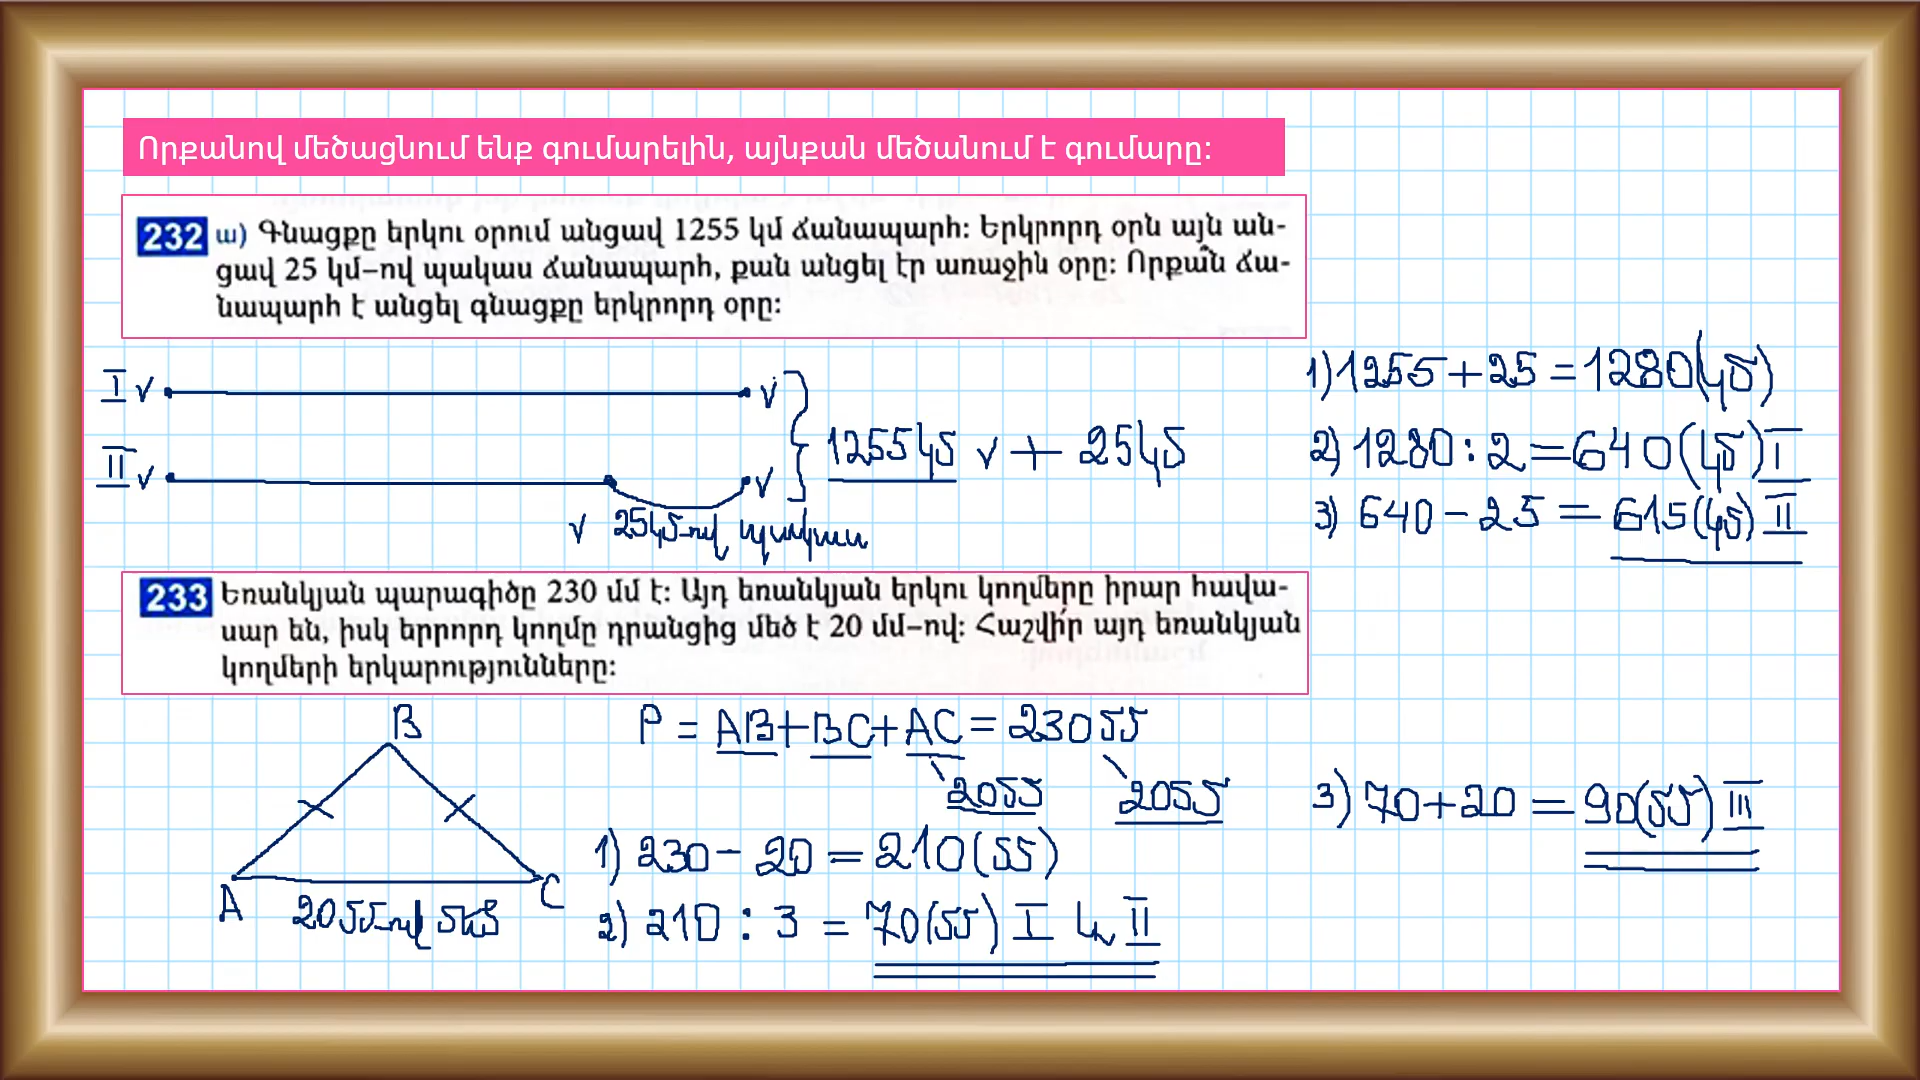 Որքանով մեծացնում ենք գումարելին, այնքան մեծանում է գումարը:
232 ա) Գնացքը երկու օրում անցավ 1255 կմ ճանապարհ: Երկրորդ օրն այն ան-
ցավ 25 կմ-ով պակաս ճանապարհ, քան անցել էր առաջին օրը: Որքա՞ն ճա-
նապարհ է անցել գնացքը երկրորդ օրը:
I v v
II v v
1255կմ v + 25կմ
v 25կմ-ով պակաս
1) 1255 + 25 = 1280(կմ)
2) 1280 : 2 = 640(կմ) I
3) 640 - 25 = 615(կմ) II
233 Եռանկյան պարագիծը 230 մմ է: Այդ եռանկյան երկու կողմերը իրար հավա-
սար են, իսկ երրորդ կողմը դրանցից մեծ է 20 մմ-ով: Հաշվի՛ր այդ եռանկյան
կողմերի երկարությունները:
B
A C
20մմ-ով մեծ
P = AB + BC + AC = 230մմ
20մմ 20մմ
1) 230 - 20 = 210(մմ)
2) 210 : 3 = 70(մմ) I և II
3) 70 + 20 = 90(մմ) III